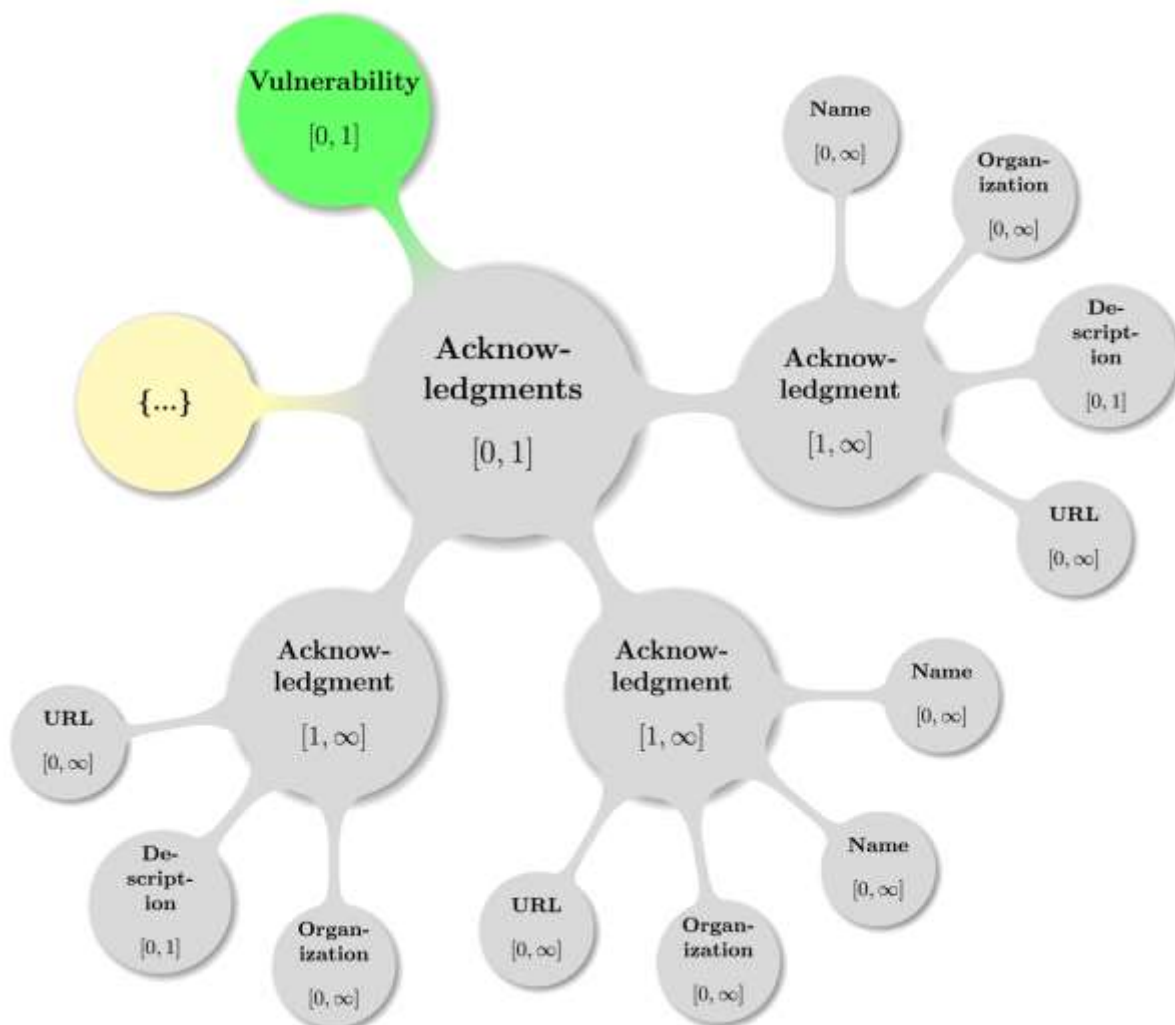 Vulnerability
[0, 1]
Name
[0, ∞]
Organ-
ization
[0, ∞]
De-
script-
ion
[0, 1]
URL
[0, ∞]
Acknow-
ledgment
[1, ∞]
Acknow-
ledgments
[0, 1]
{...}
Acknow-
ledgment
[1, ∞]
URL
[0, ∞]
De-
script-
ion
[0, 1]
Organ-
ization
[0, ∞]
Acknow-
ledgment
[1, ∞]
Name
[0, ∞]
Name
[0, ∞]
URL
[0, ∞]
Organ-
ization
[0, ∞]